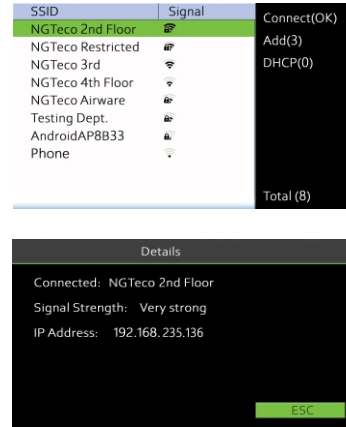 SSID Signal Connect(OK)
NGTeco 2nd Floor Add(3)
NGTeco Restricted DHCP(0)
NGTeco 3rd
NGTeco 4th Floor
NGTeco Airware
Testing Dept.
AndroidAP8B33
Phone
Total (8)
Details
Connected: NGTeco 2nd Floor
Signal Strength: Very strong
IP Address: 192.168.235.136
ESC